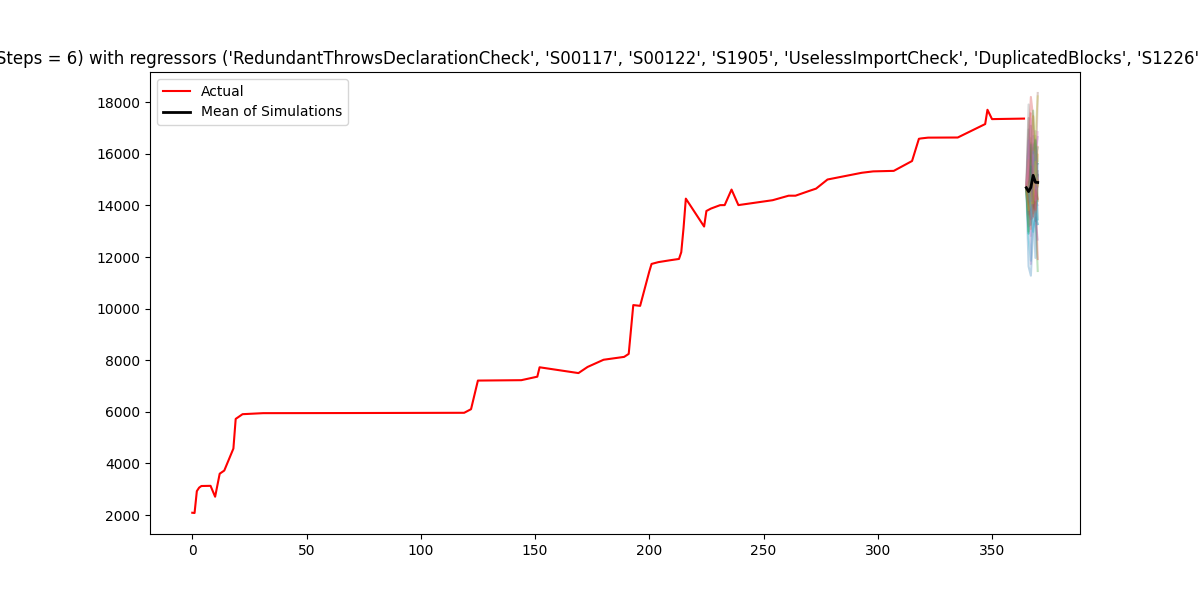 Steps = 6) with regressors ('RedundantThrowsDeclarationCheck', 'S00117', 'S00122', 'S1905', 'UselessImportCheck', 'DuplicatedBlocks', 'S1226'
Actual
Mean of Simulations
18000
16000
14000
12000
10000
8000
6000
4000
2000
0 50 100 150 200 250 300 350